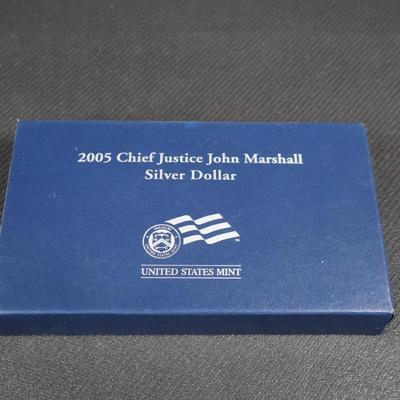 2005 Chief Justice John Marshall
Silver Dollar
UNITED STATES MINT